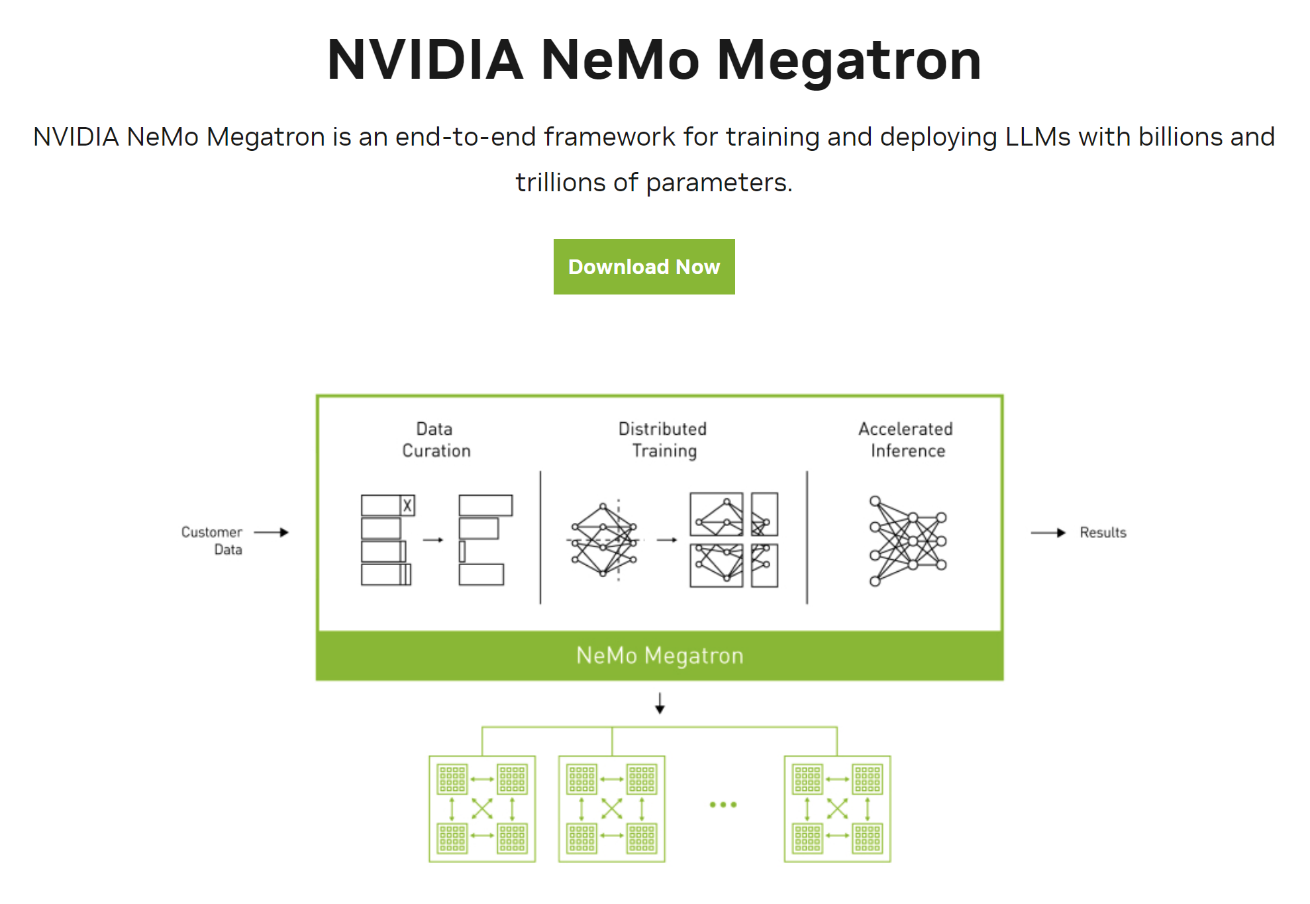 NVIDIA NeMo Megatron
NVIDIA NeMo Megatron is an end-to-end framework for training and deploying LLMs with billions and
trillions of parameters.
Download Now
Data
Curation
Distributed
Training
Accelerated
Inference
X
Customer
Data
Results
NeMo Megatron